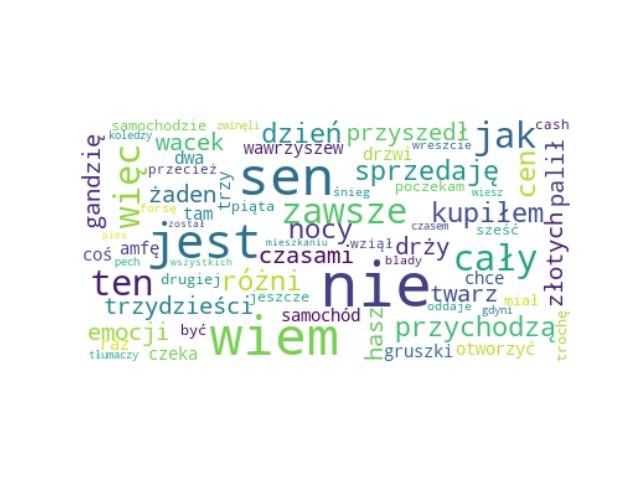 samochodzie zwinęli cash
koledzy wacek dzień przyszedł jak
wawrzyszew drzwi wreszcie
gandzię więc dwa przecież sen sprzedaję cen palił
żaden trzy śnieg poczekam wiesz
forsę tam piąta zawsze kupiłem
pies został jest nocy czasem sześć złotych
coś amfę mieszkaniu wziął drży
pech wszystkich czasami blady cały
ten drugiej różni nie chce
trzydzieści jeszcze twarz oddaje miał
samochód gdyni
emocji być wiem hasz przychodzą trochę
raz gruszki otworzyć
tłumaczy czeka